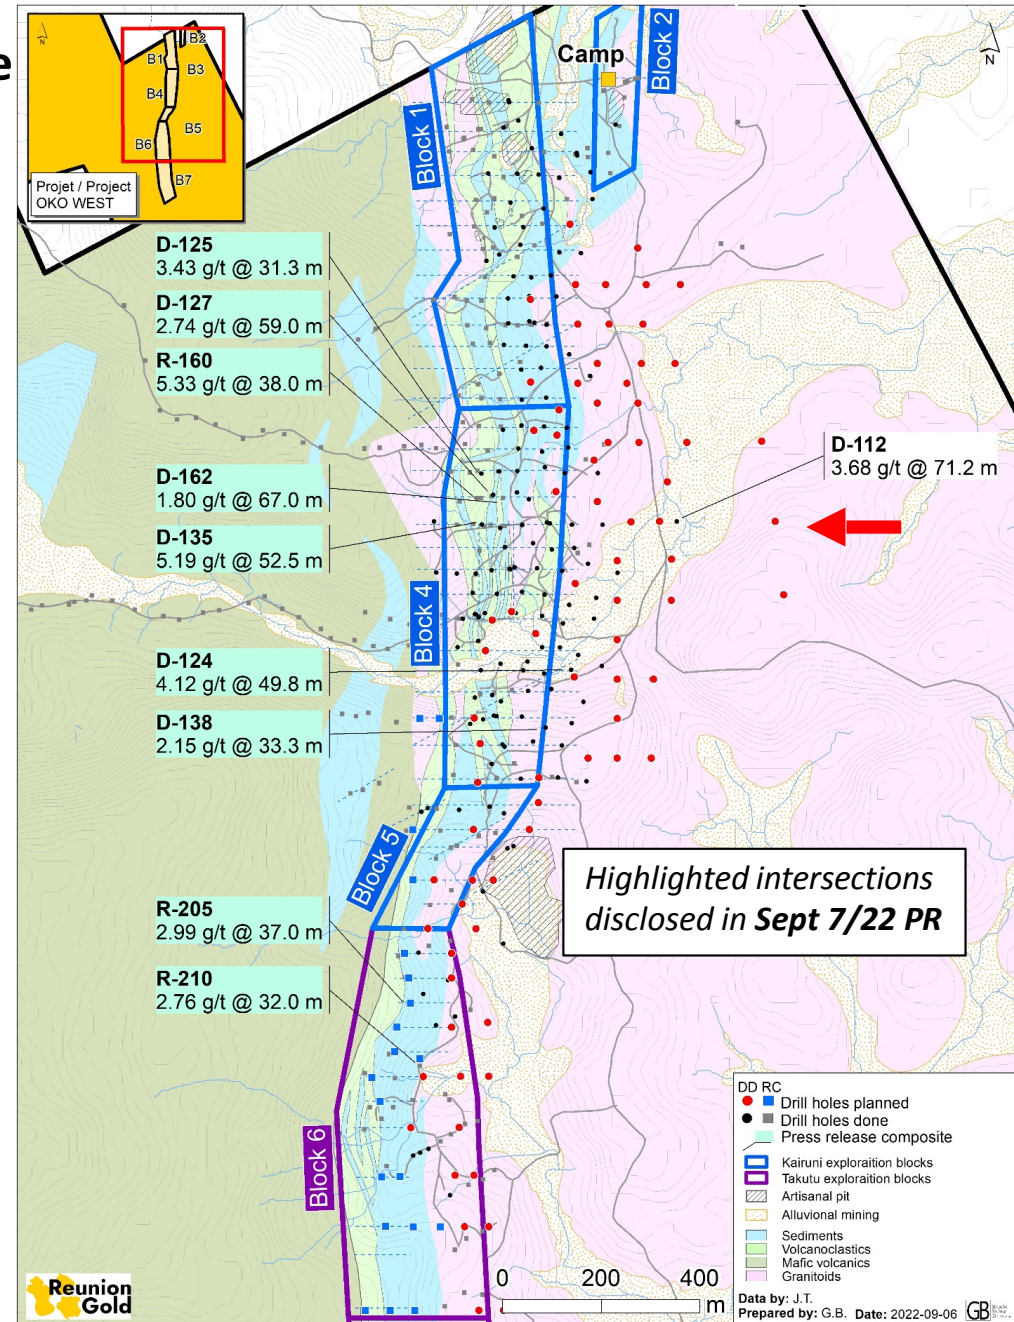 e
N
B2
B1
B3
B4
B5
B6
B7
Projet / Project
OKO WEST
Camp
Block 2
N
Block 1
D-125
3.43 g/t @ 31.3 m
D-127
2.74 g/t @ 59.0 m
R-160
5.33 g/t @ 38.0 m
D-112
3.68 g/t @ 71.2 m
D-162
1.80 g/t @ 67.0 m
D-135
5.19 g/t @ 52.5 m
Block 4
D-124
4.12 g/t @ 49.8 m
D-138
2.15 g/t @ 33.3 m
Block 5
Highlighted intersections
disclosed in Sept 7/22 PR
R-205
2.99 g/t @ 37.0 m
R-210
2.76 g/t @ 32.0 m
Block 6
DD RC
Drill holes planned
Drill holes done
Press release composite
Kairuni exploraition blocks
Takutu exploraition blocks
Artisanal pit
Alluvional mining
Sediments
Volcanoclastics
Mafic volcanics
Granitoids
0 200 400
m
Data by: J.T.
Prepared by: G.B. Date: 2022-09-06
GB
Reunion
Gold